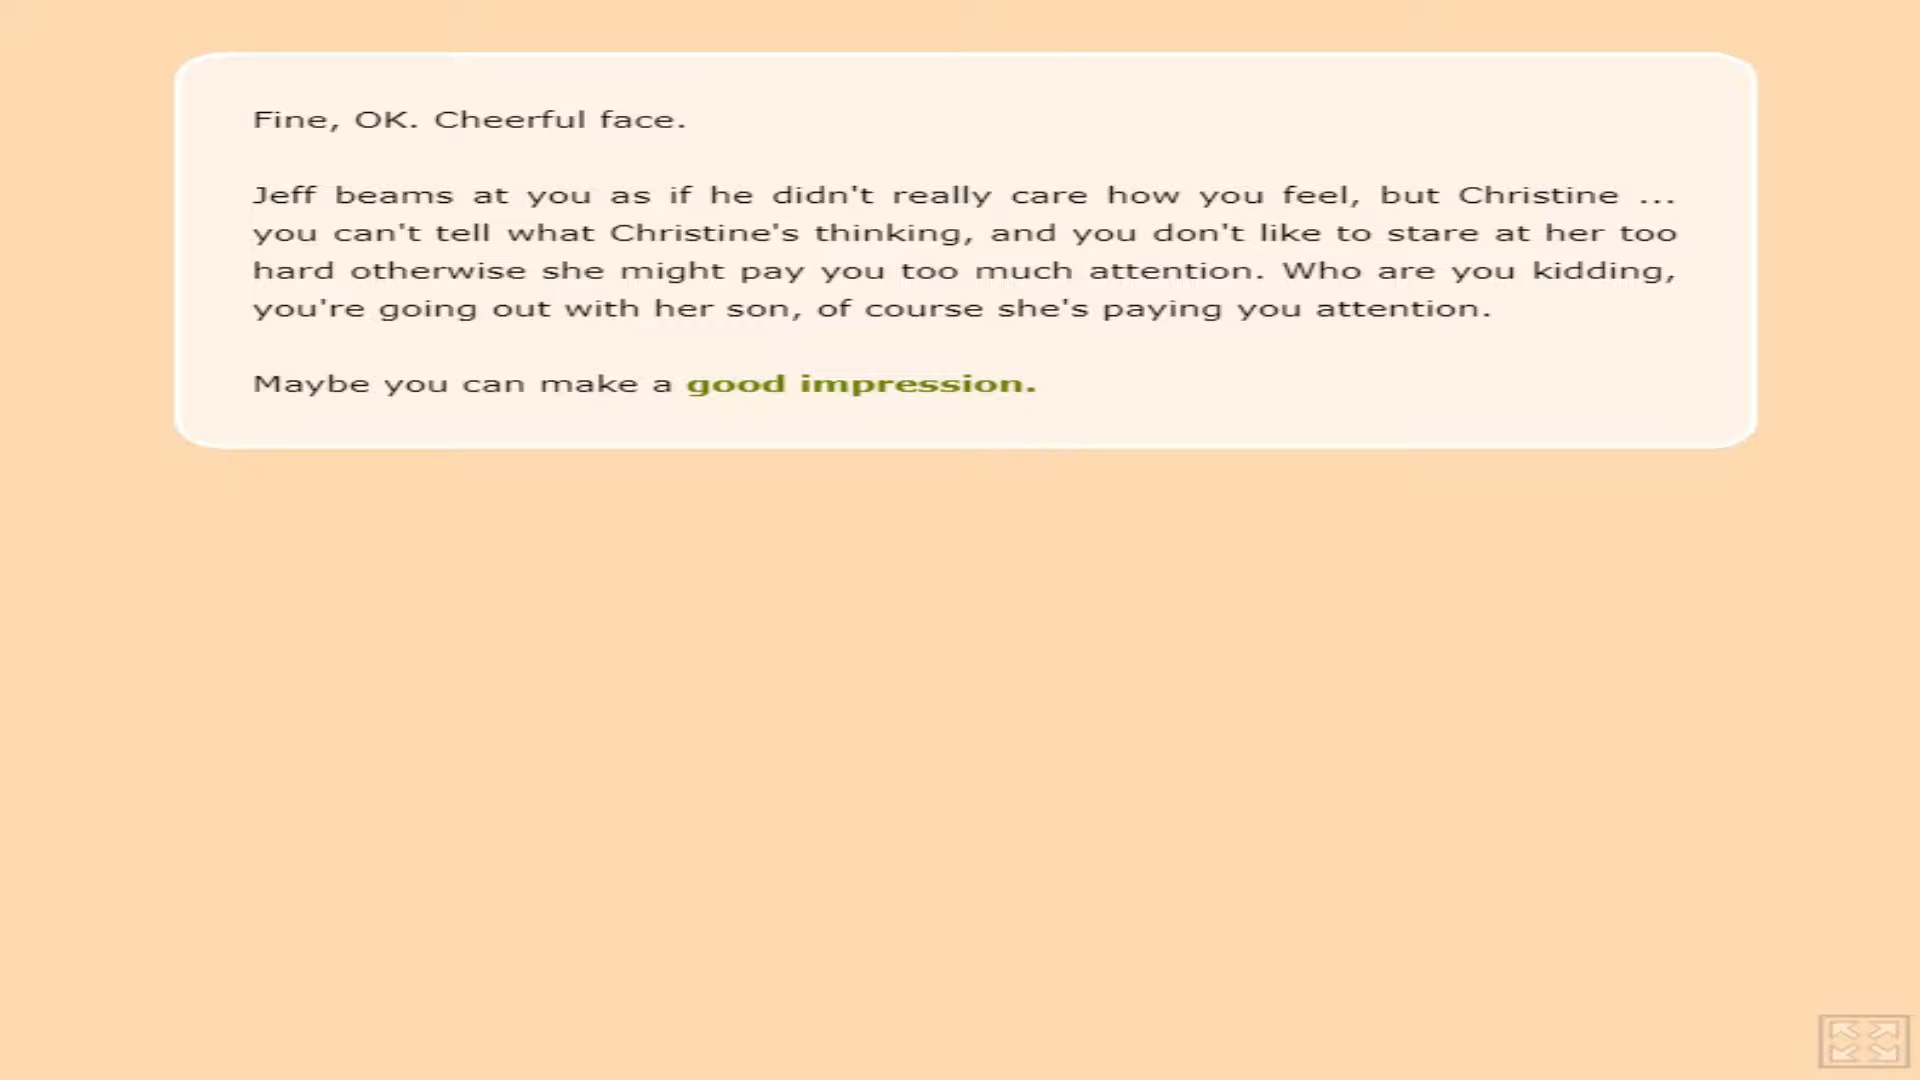 Fine, OK. Cheerful face.
Jeff beams at you as if he didn't really care how you feel, but Christine ...
you can't tell what Christine's thinking, and you don't like to stare at her too
hard otherwise she might pay you too much attention. Who are you kidding,
you're going out with her son, of course she's paying you attention.
Maybe you can make a good impression.